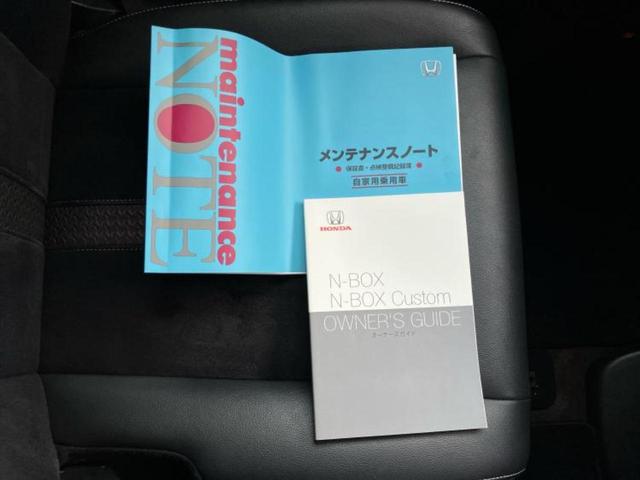 maintenance
NOTE
メンテナンスノート
保証書・点検整備記録簿
自家用乗用車
HONDA
N-BOX
N-BOX Custom
OWNER'S GUIDE
オーナーズガイド